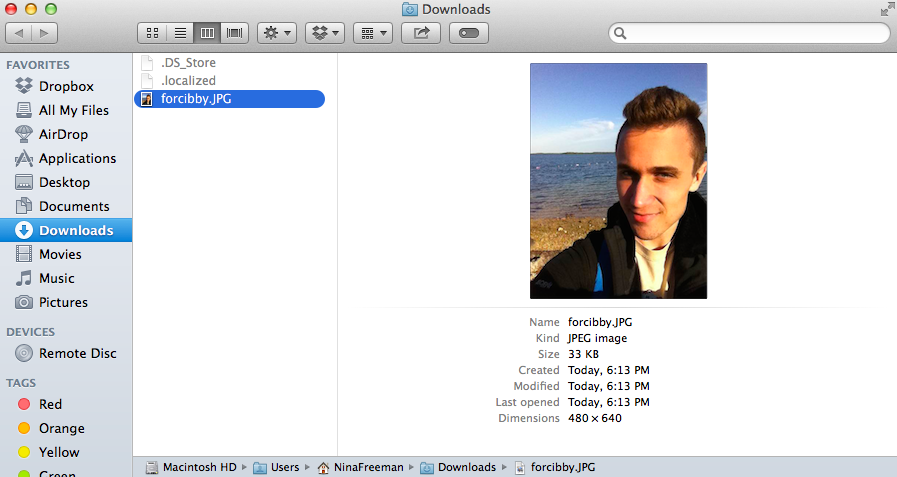 Downloads
FAVORITES
Dropbox
All My Files
AirDrop
Applications
Desktop
Documents
Downloads
Movies
Music
Pictures
DEVICES
Remote Disc
TAGS
Red
Orange
Yellow
Green
.DS_Store
.localized
forcibby.JPG
Name forcibby.JPG
Kind JPEG image
Size 33 KB
Created Today, 6:13 PM
Modified Today, 6:13 PM
Last opened Today, 6:13 PM
Dimensions 480 × 640
Macintosh HD ▸ Users ▸ NinaFreeman ▸ Downloads ▸ forcibby.JPG